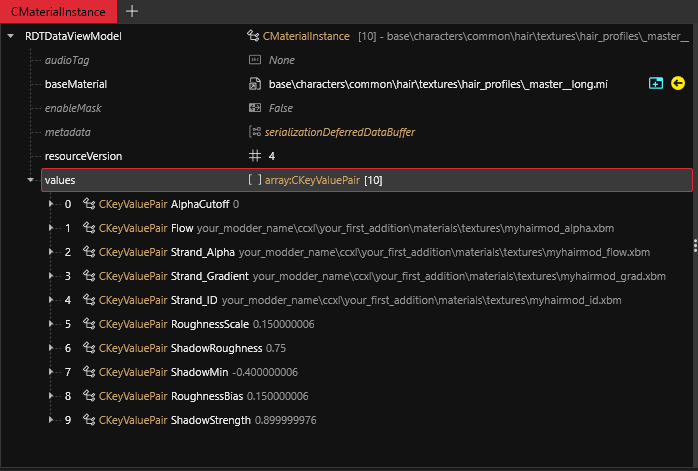 CMaterialInstance
RDTDataViewModel CMaterialInstance [10] - base\characters\common\hair\textures\hair_profiles\_master__
audioTag None
baseMaterial base\characters\common\hair\textures\hair_profiles\_master__long.mi
enableMask False
metadata serializationDeferredDataBuffer
resourceVersion 4
values [ ] array:CKeyValuePair [10]
0 CKeyValuePair AlphaCutoff 0
1 CKeyValuePair Flow your_modder_name\ccxl\your_first_addition\materials\textures\myhairmod_alpha.xbm
2 CKeyValuePair Strand_Alpha your_modder_name\ccxl\your_first_addition\materials\textures\myhairmod_flow.xbm
3 CKeyValuePair Strand_Gradient your_modder_name\ccxl\your_first_addition\materials\textures\myhairmod_grad.xbm
4 CKeyValuePair Strand_ID your_modder_name\ccxl\your_first_addition\materials\textures\myhairmod_id.xbm
5 CKeyValuePair RoughnessScale 0.150000006
6 CKeyValuePair ShadowRoughness 0.75
7 CKeyValuePair ShadowMin -0.400000006
8 CKeyValuePair RoughnessBias 0.150000006
9 CKeyValuePair ShadowStrength 0.899999976